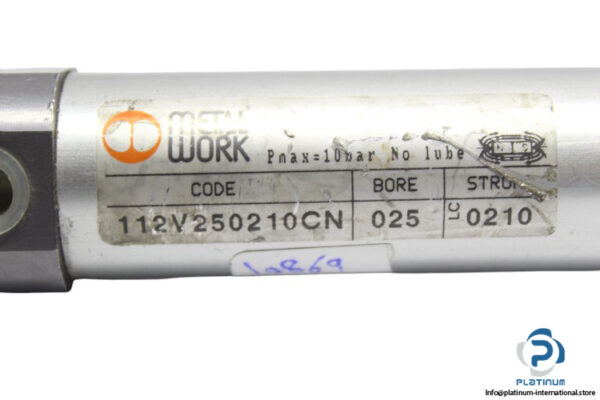 METAL
WORK
Pmax=10bar No lube
CODE BORE
112V250210CN 025 LC 0210
PLATINUM
Info@platinum-international.store